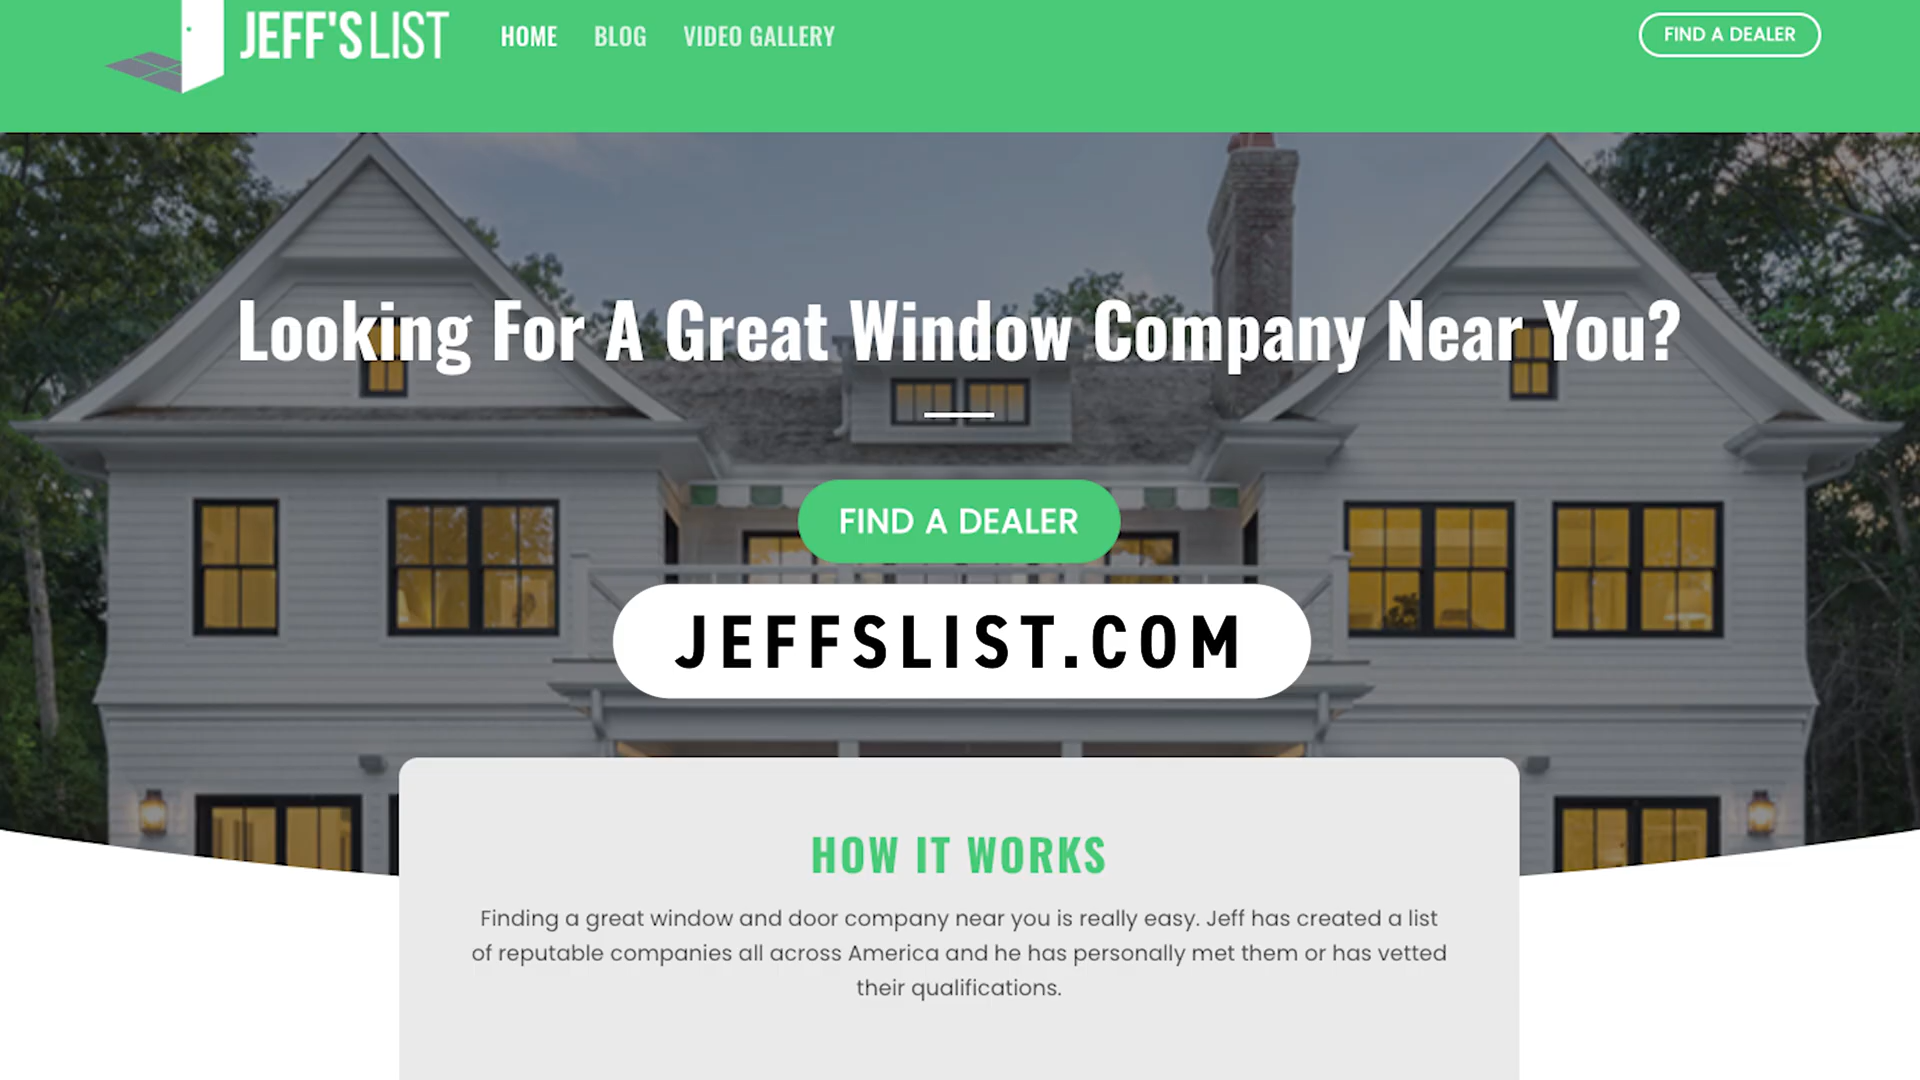 JEFF'S LIST
HOME BLOG VIDEO GALLERY
FIND A DEALER
Looking For A Great Window Company Near You?
FIND A DEALER
JEFFSLIST.COM
HOW IT WORKS
Finding a great window and door company near you is really easy. Jeff has created a list
of reputable companies all across America and he has personally met them or has vetted
their qualifications.